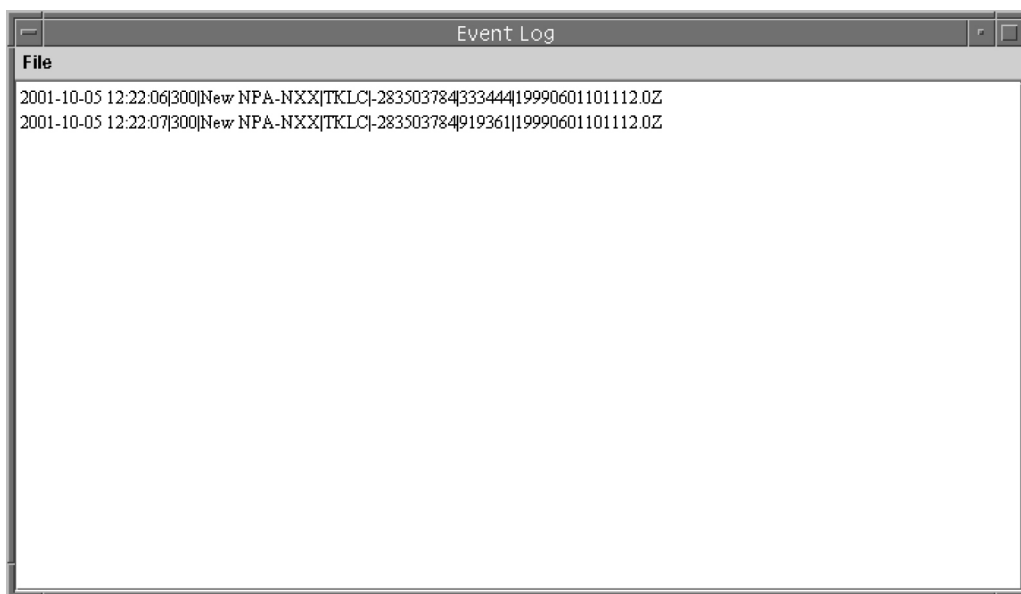 Event Log
File
2001-10-05 12:22:06|300|New NPA-NXX|TKLC|-283503784|333444|19990601101112.0Z
2001-10-05 12:22:07|300|New NPA-NXX|TKLC|-283503784|919361|19990601101112.0Z